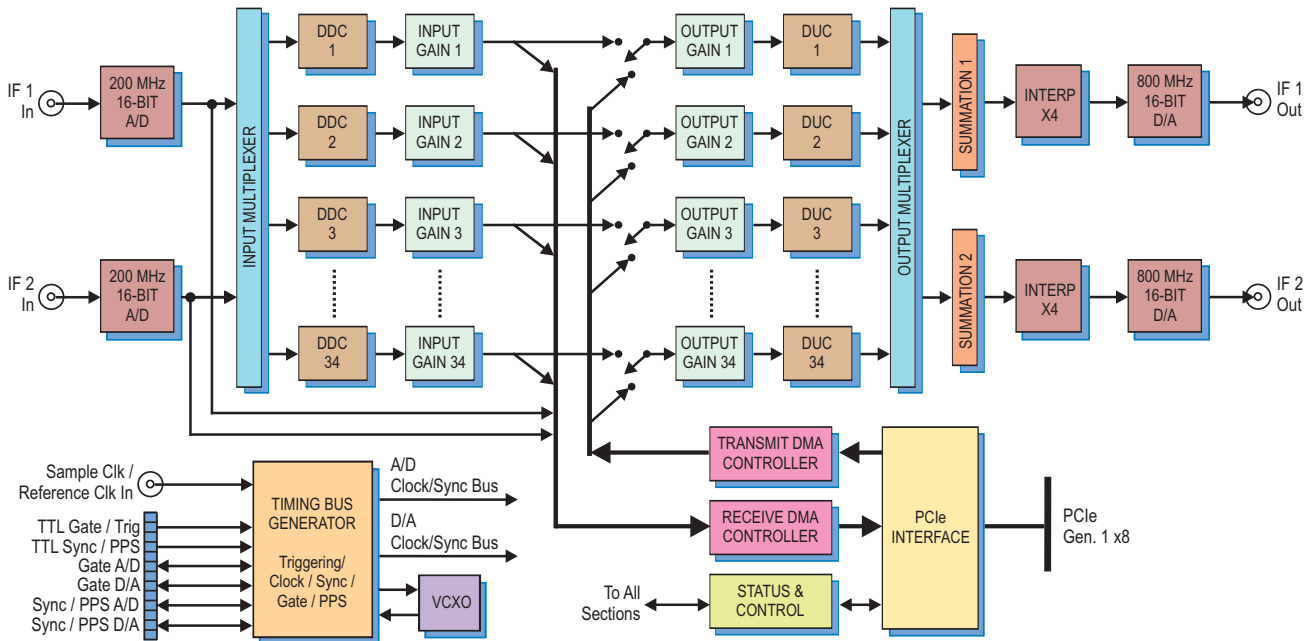 IF 1
In
200 MHz
16-BIT
A/D
IF 2
In
200 MHz
16-BIT
A/D
INPUT MULTIPLEXER
DDC
1
INPUT
GAIN 1
DDC
2
INPUT
GAIN 2
DDC
3
INPUT
GAIN 3
DDC
34
INPUT
GAIN 34
OUTPUT
GAIN 1
DUC
1
OUTPUT
GAIN 2
DUC
2
OUTPUT
GAIN 3
DUC
3
OUTPUT
GAIN 34
DUC
34
OUTPUT MULTIPLEXER
SUMMATION 1
INTERP
X4
800 MHz
16-BIT
D/A
IF 1
Out
SUMMATION 2
INTERP
X4
800 MHz
16-BIT
D/A
IF 2
Out
Sample Clk /
Reference Clk In
TTL Gate / Trig
TTL Sync / PPS
Gate A/D
Gate D/A
Sync / PPS A/D
Sync / PPS D/A
TIMING BUS
GENERATOR
Triggering/
Clock / Sync /
Gate / PPS
A/D
Clock/Sync Bus
D/A
Clock/Sync Bus
VCXO
TRANSMIT DMA
CONTROLLER
RECEIVE DMA
CONTROLLER
To All
Sections
STATUS &
CONTROL
PCIe
INTERFACE
PCIe
Gen. 1 x8